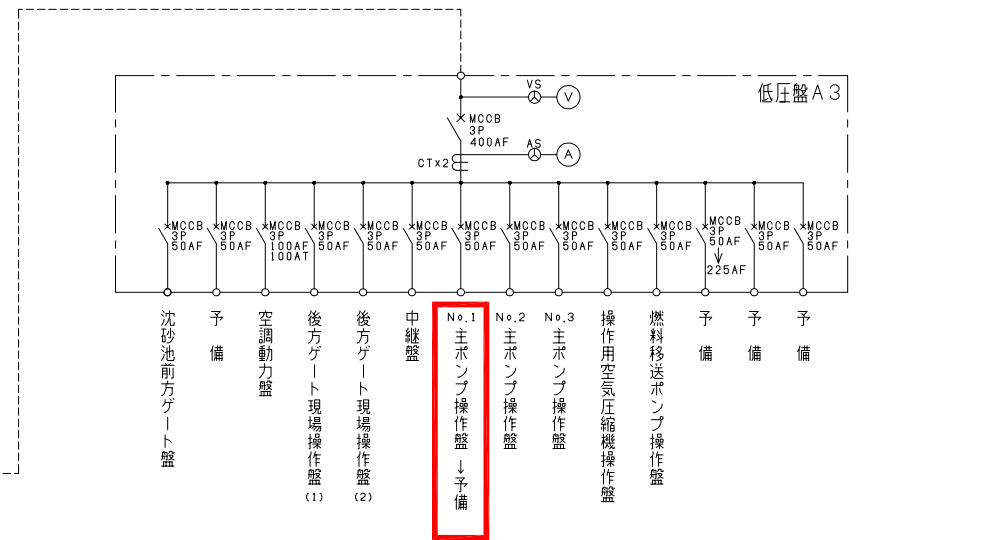 低圧盤A3
VS
V
MCCB
3P
400AF
AS
A
CTx2
MCCB
3P
50AF
MCCB
3P
50AF
MCCB
3P
100AF
100AT
MCCB
3P
50AF
MCCB
3P
50AF
MCCB
3P
50AF
MCCB
3P
50AF
MCCB
3P
50AF
MCCB
3P
50AF
MCCB
3P
50AF
MCCB
3P
50AF
MCCB
3P
50AF
↓
225AF
MCCB
3P
50AF
MCCB
3P
50AF
沈砂池前方ゲート盤
予備
空調動力盤
後方ゲート現場操作盤(1)
後方ゲート現場操作盤(2)
中継盤
No.1主ポンプ操作盤→予備
No.2主ポンプ操作盤
No.3主ポンプ操作盤
操作用空気圧縮機操作盤
燃料移送ポンプ操作盤
予備
予備
予備